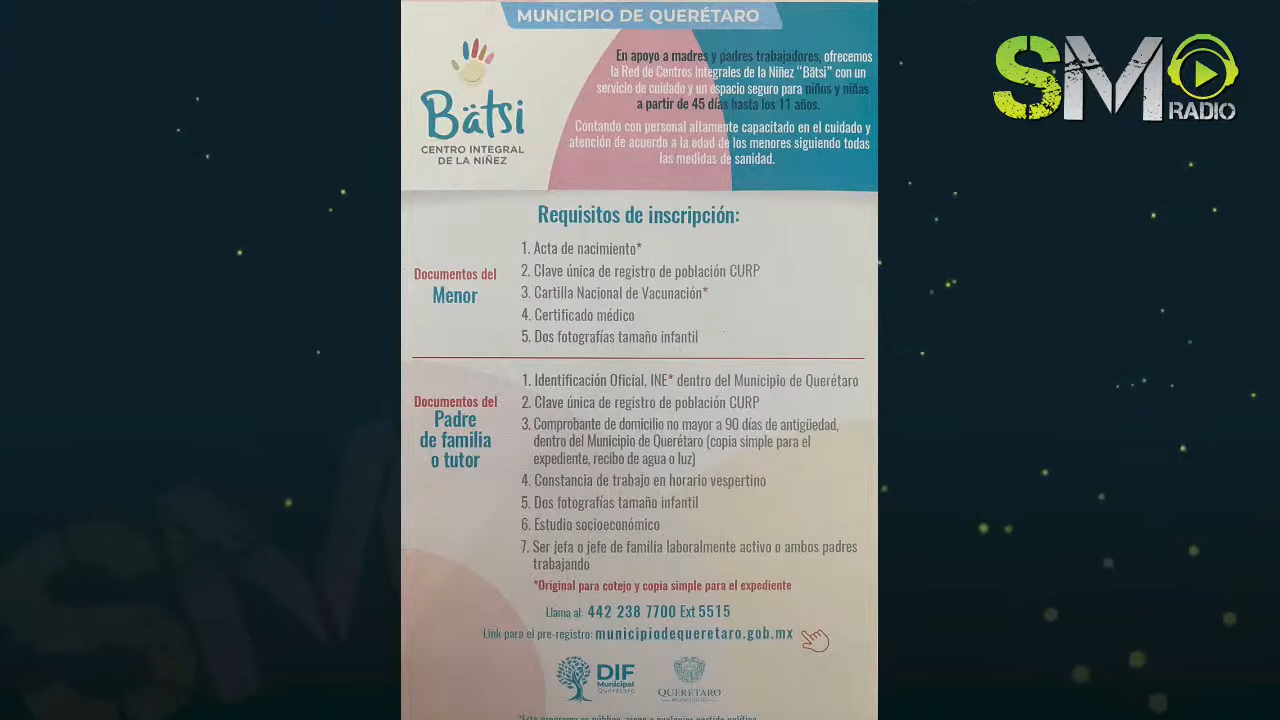 MUNICIPIO DE QUERÉTARO
Bätsi
CENTRO INTEGRAL
DE LA NIÑEZ
En apoyo a madres y padres trabajadores, ofrecemos
la Red de Centros Integrales de la Niñez "Bätsi" con un
servicio de cuidado y un espacio seguro para niños y niñas
a partir de 45 días hasta los 11 años.
Contando con personal altamente capacitado en el cuidado y
atención de acuerdo a la edad de los menores siguiendo todas
las medidas de sanidad.
SM RADIO
Requisitos de inscripción:
Documentos del
Menor
1. Acta de nacimiento*
2. Clave única de registro de población CURP
3. Cartilla Nacional de Vacunación*
4. Certificado médico
5. Dos fotografías tamaño infantil
Documentos del
Padre
de familia
o tutor
1. Identificación Oficial, INE* dentro del Municipio de Querétaro
2. Clave única de registro de población CURP
3. Comprobante de domicilio no mayor a 90 días de antigüedad,
dentro del Municipio de Querétaro (copia simple para el
expediente, recibo de agua o luz)
4. Constancia de trabajo en horario vespertino
5. Dos fotografías tamaño infantil
6. Estudio socioeconómico
7. Ser jefa o jefe de familia laboralmente activo o ambos padres
trabajando
*Original para cotejo y copia simple para el expediente
Llama al: 442 238 7700 Ext 5515
Link para el pre-registro: municipiodequeretaro.gob.mx
DIF
Municipal
Querétaro
QUERÉTARO
MUNICIPIO
*Este programa es público, ajeno a cualquier partido político.
SM